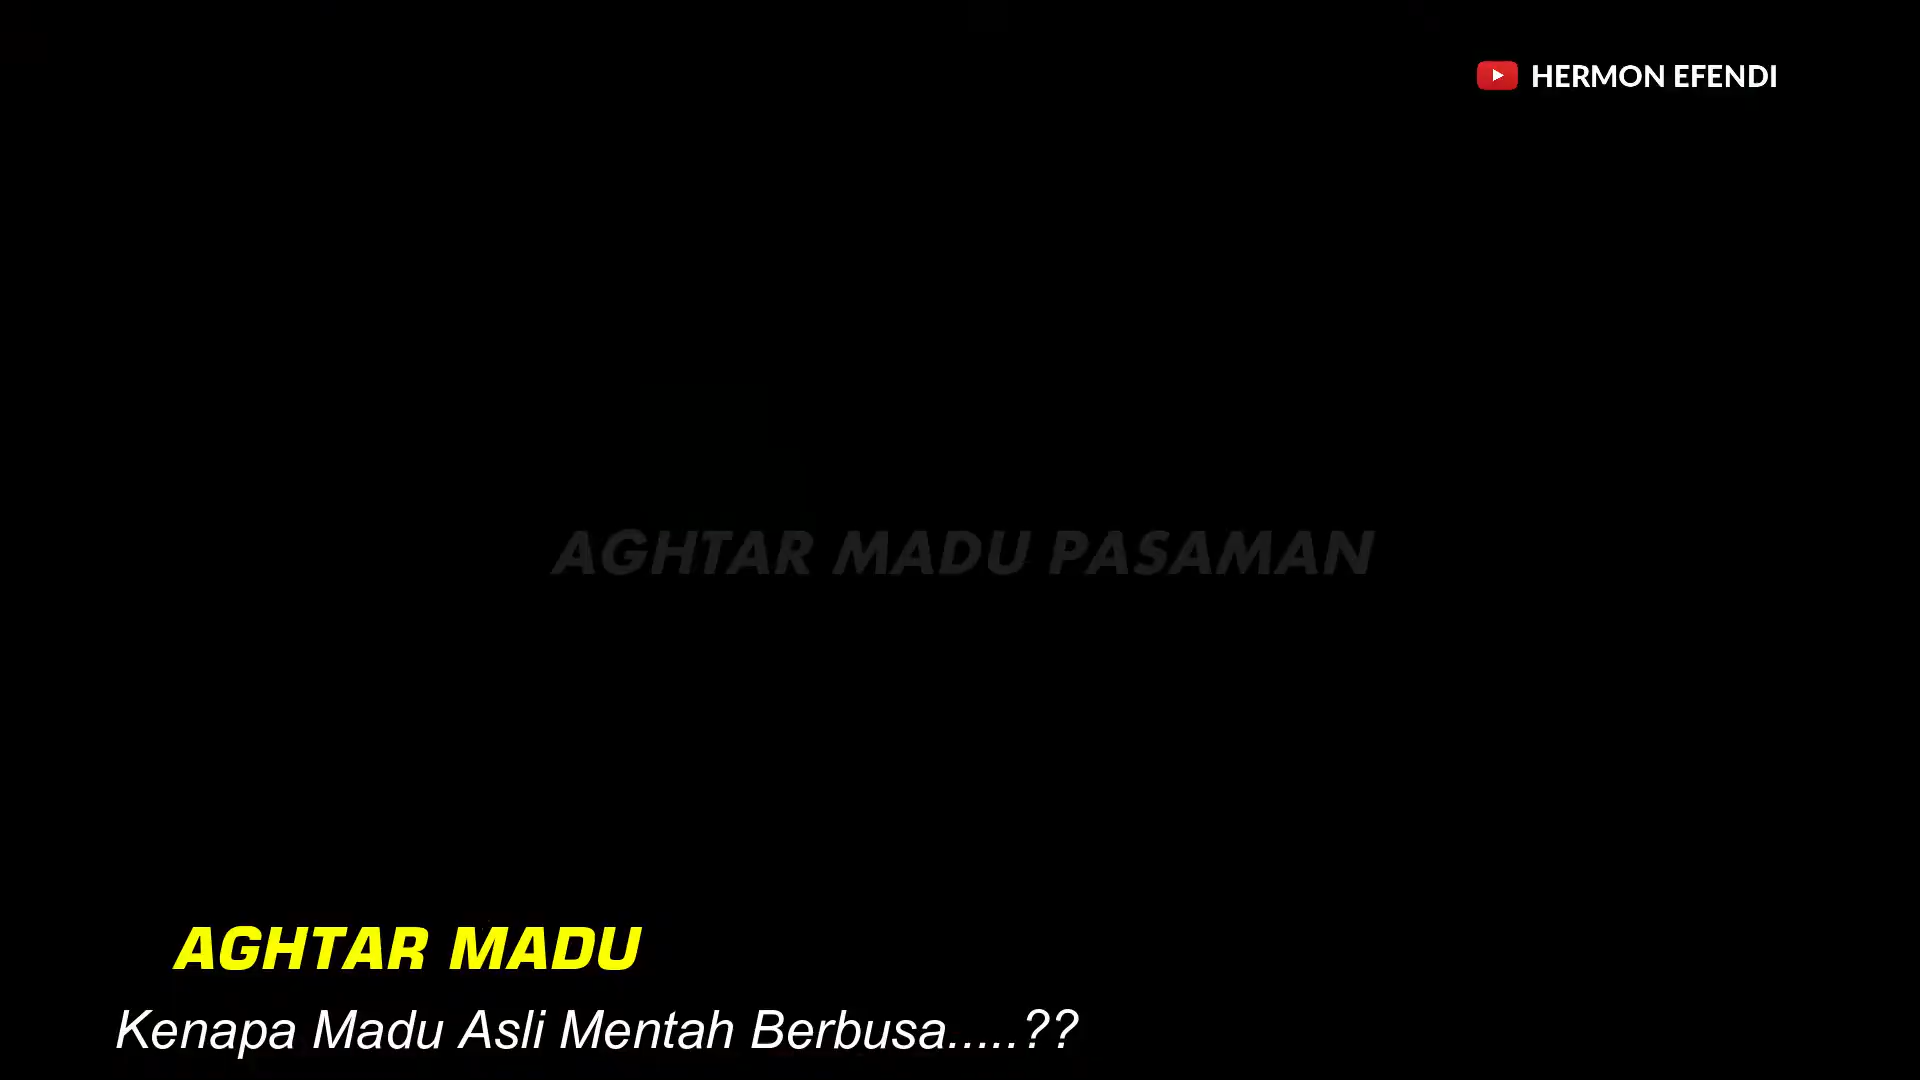 HERMON EFENDI
AGHTAR MADU PASAMAN
AGHTAR MADU
Kenapa Madu Asli Mentah Berbusa.....??